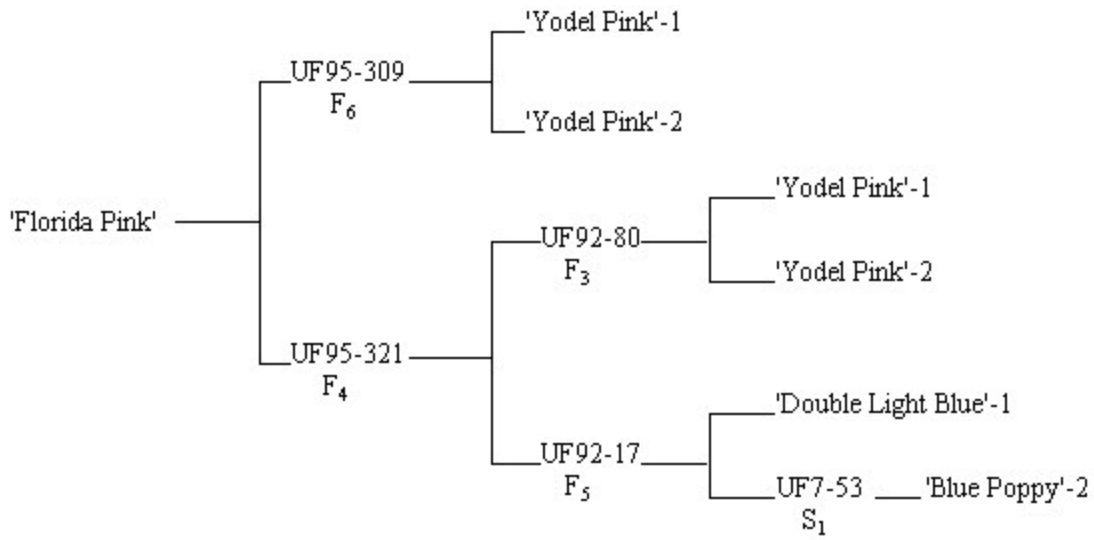 'Yodel Pink'-1
UF95-309
F₆
'Yodel Pink'-2
'Yodel Pink'-1
'Florida Pink'
UF92-80
F₃
'Yodel Pink'-2
UF95-321
F₄
'Double Light Blue'-1
UF92-17
F₅
UF7-53
'Blue Poppy'-2
S₁